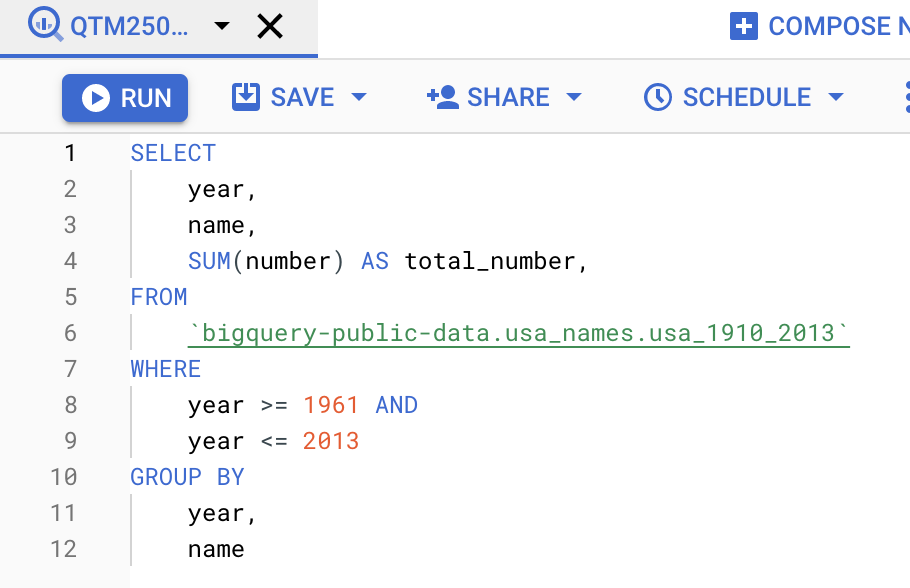 QTM250...
COMPOSE N
RUN SAVE SHARE SCHEDULE
1 SELECT
2 year,
3 name,
4 SUM(number) AS total_number,
5 FROM
6 `bigquery-public-data.usa_names.usa_1910_2013`
7 WHERE
8 year >= 1961 AND
9 year <= 2013
10 GROUP BY
11 year,
12 name